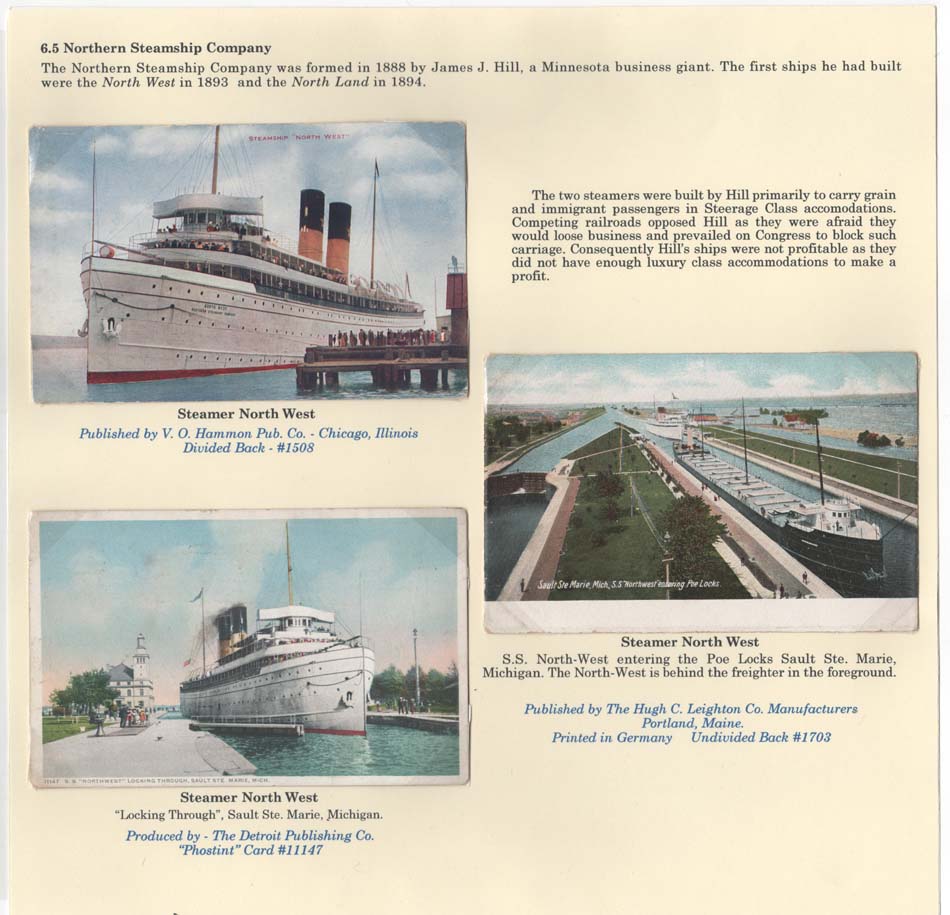 6.5 Northern Steamship Company
The Northern Steamship Company was formed in 1888 by James J. Hill, a Minnesota business giant. The first ships he had built
were the North West in 1893 and the North Land in 1894.
STEAMSHIP "NORTH WEST"
NORTH WEST
NORTHERN STEAMSHIP COMPANY
Steamer North West
Published by V. O. Hammon Pub. Co. - Chicago, Illinois
Divided Back - #1508
The two steamers were built by Hill primarily to carry grain
and immigrant passengers in Steerage Class accomodations.
Competing railroads opposed Hill as they were afraid they
would loose business and prevailed on Congress to block such
carriage. Consequently Hill's ships were not profitable as they
did not have enough luxury class accommodations to make a
profit.
Sault Ste Marie, Mich, S.S. "Northwest" entering Poe Locks.
Steamer North West
S.S. North-West entering the Poe Locks Sault Ste. Marie,
Michigan. The North-West is behind the freighter in the foreground.
Published by The Hugh C. Leighton Co. Manufacturers
Portland, Maine.
Printed in Germany Undivided Back #1703
11147 S. S. "NORTHWEST" LOCKING THROUGH, SAULT STE. MARIE, MICH.
Steamer North West
"Locking Through", Sault Ste. Marie, Michigan.
Produced by - The Detroit Publishing Co.
"Phostint" Card #11147